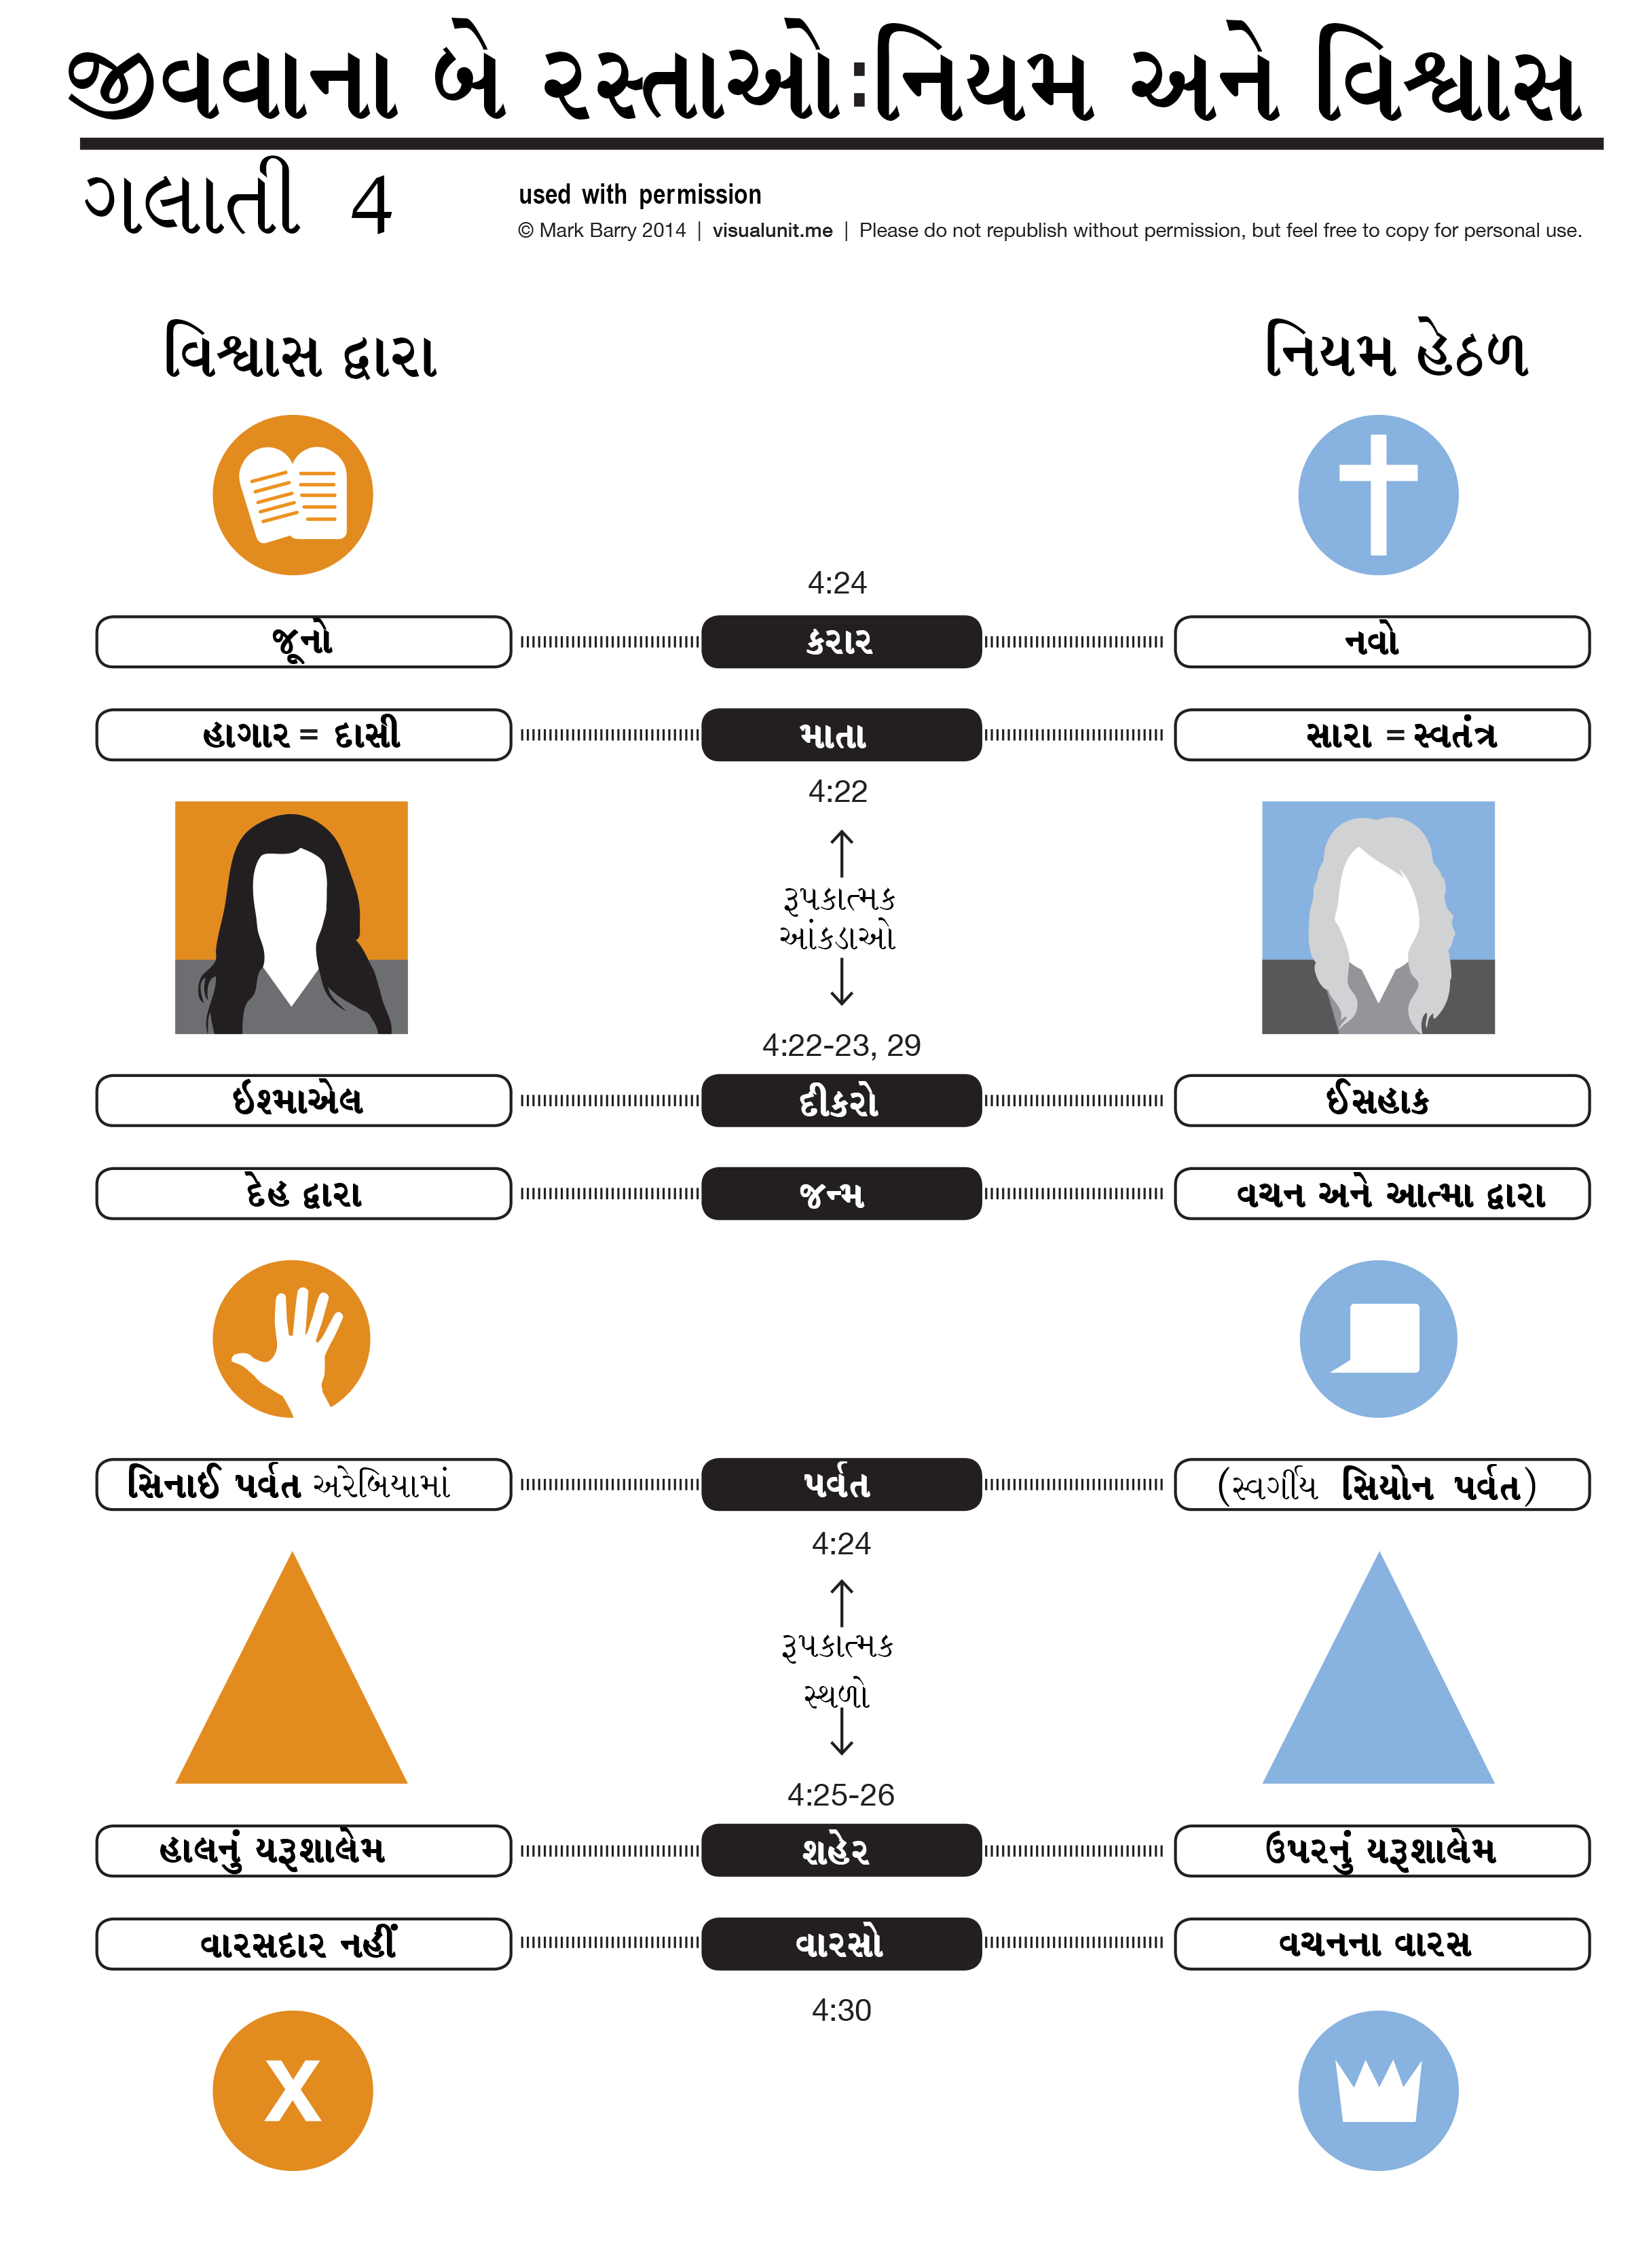 જીવવાના બે રસ્તાઓ:નિયમ અને વિશ્વાસ
ગલાતી 4
used with permission
© Mark Barry 2014 | visualunit.me | Please do not republish without permission, but feel free to copy for personal use.
વિશ્વાસ દ્વારા
નિયમ હેઠળ
4:24
જૂનો કરાર નવો
હાગાર = દાસી માતા સારા = સ્વતંત્ર
4:22
રૂપકાત્મક
આંકડાઓ
4:22-23, 29
ઈશ્માએલ દીકરો ઈસહાક
દેહ દ્વારા જન્મ વચન અને આત્મા દ્વારા
સિનાઈ પર્વત અરેબિયામાં પર્વત (સ્વર્ગીય સિયોન પર્વત)
4:24
રૂપકાત્મક
સ્થળો
4:25-26
હાલનું યરૂશાલેમ શહેર ઉપરનું યરૂશાલેમ
વારસદાર નહીં વારસો વચનના વારસ
4:30
X